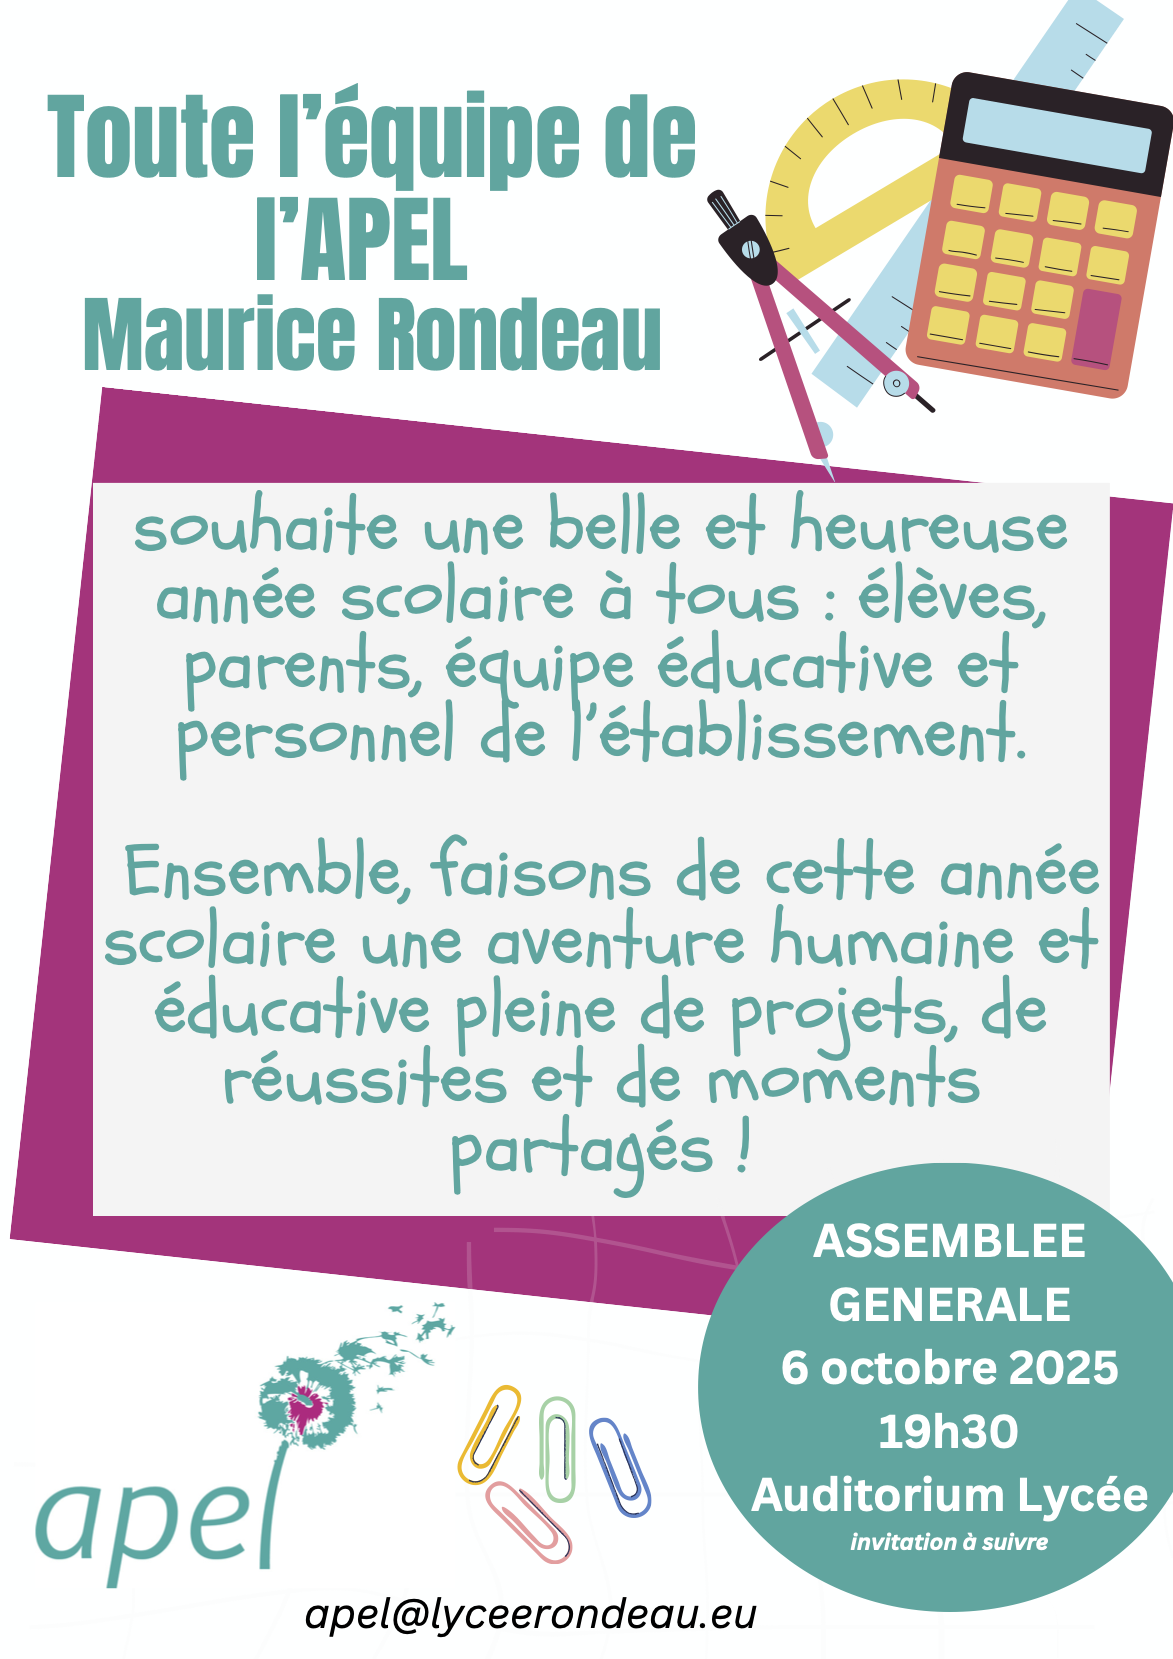 Toute l’équipe de
l’APEL
Maurice Rondeau
souhaite une belle et heureuse
année scolaire à tous : élèves,
parents, équipe éducative et
personnel de l’établissement.
Ensemble, faisons de cette année
scolaire une aventure humaine et
éducative pleine de projets, de
réussites et de moments
partagés !
ASSEMBLEE
GENERALE
6 octobre 2025
19h30
Auditorium Lycée
invitation à suivre
apel
apel@lyceerondeau.eu